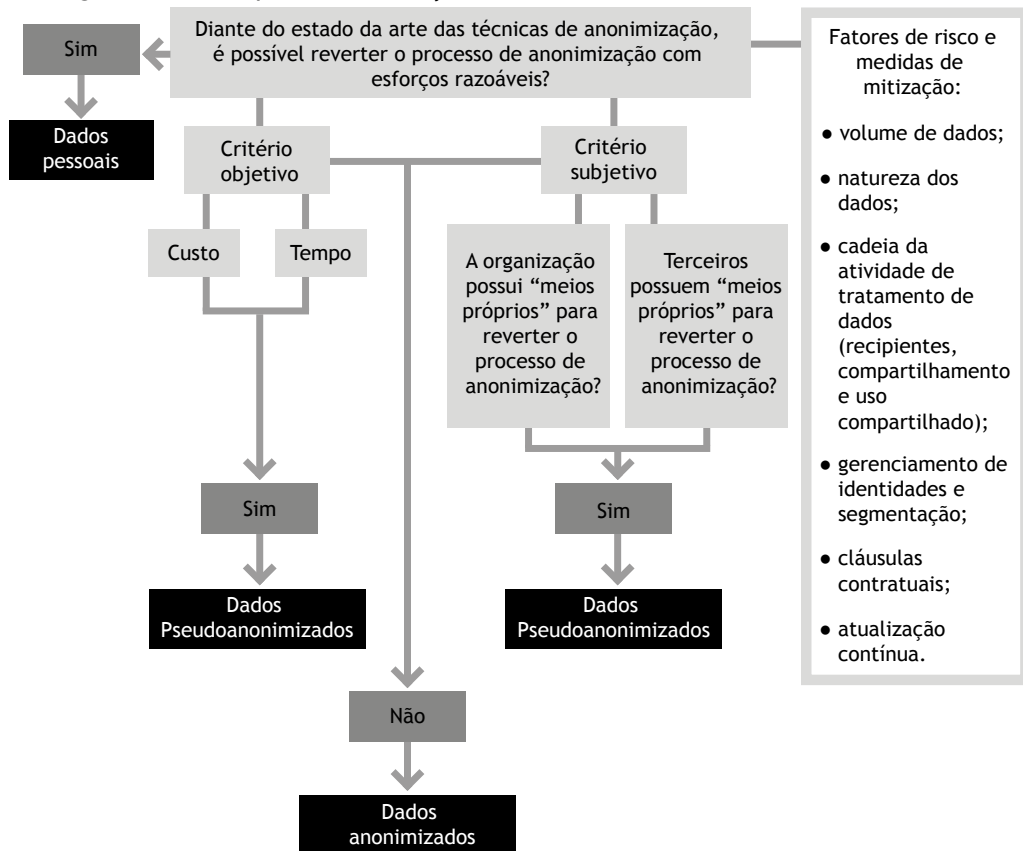 Diante do estado da arte das técnicas de anonimização,
é possível reverter o processo de anonimização com
esforços razoáveis?
Sim
Dados
pessoais
Critério
objetivo
Critério
subjetivo
Custo
Tempo
A organização
possui “meios
próprios” para
reverter o
processo de
anonimização?
Terceiros
possuem “meios
próprios” para
reverter o
processo de
anonimização?
Sim
Sim
Dados
Pseudoanonimizados
Dados
Pseudoanonimizados
Não
Dados
anonimizados
Fatores de risco e
medidas de
mitização:
● volume de dados;
● natureza dos
dados;
● cadeia da
atividade de
tratamento de
dados
(recipientes,
compartilhamento
e uso
compartilhado);
● gerenciamento de
identidades e
segmentação;
● cláusulas
contratuais;
● atualização
contínua.